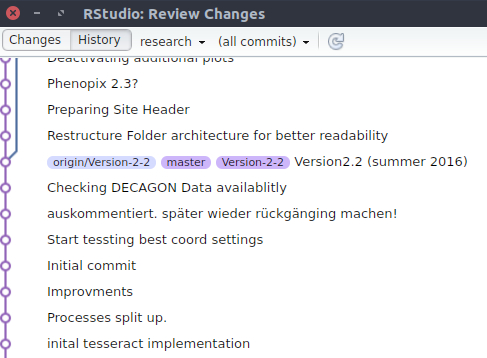 RStudio: Review Changes
Changes History research (all commits)
Deactivating additional plots
Phenopix 2.3?
Preparing Site Header
Restructure Folder architecture for better readability
origin/Version-2-2 master Version-2-2 Version2.2 (summer 2016)
Checking DECAGON Data availablitly
auskommentiert. später wieder rückgänging machen!
Start tessting best coord settings
Initial commit
Improvments
Processes split up.
inital tesseract implementation